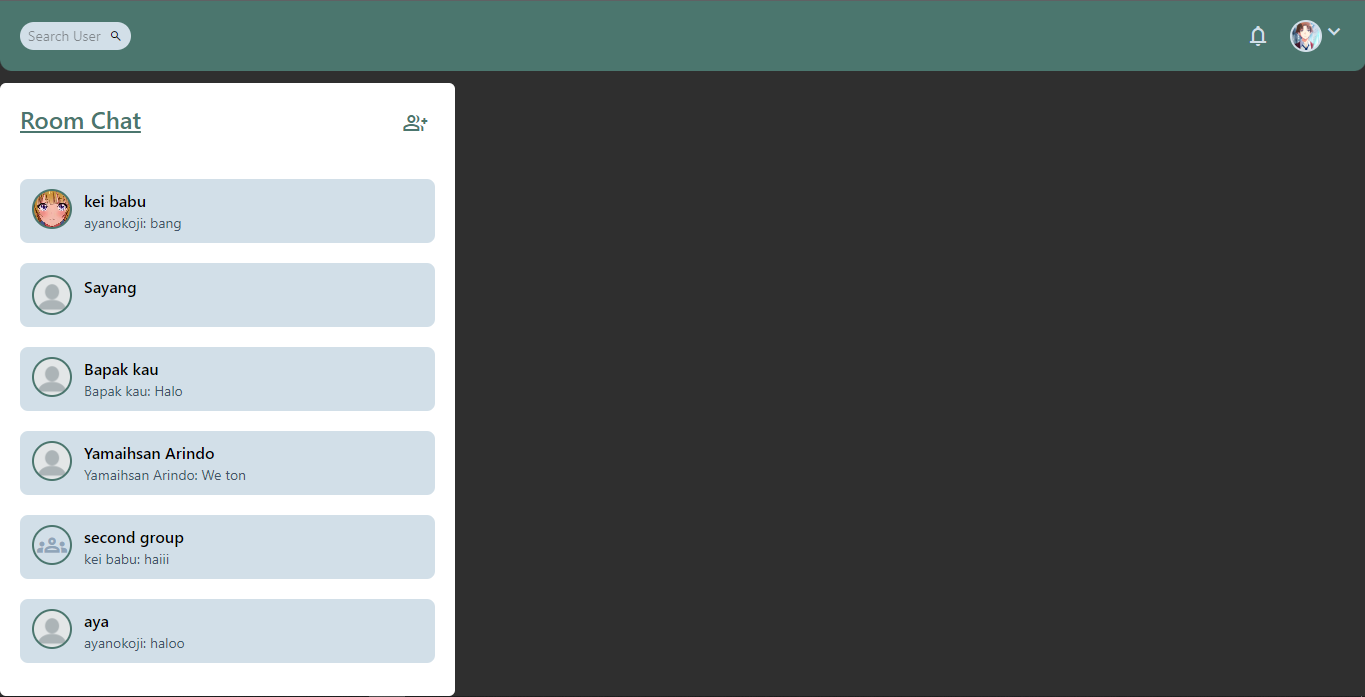 Search User
Room Chat
kei babu
ayanokoji: bang
Sayang
Bapak kau
Bapak kau: Halo
Yamaihsan Arindo
Yamaihsan Arindo: We ton
second group
kei babu: haiii
aya
ayanokoji: haloo